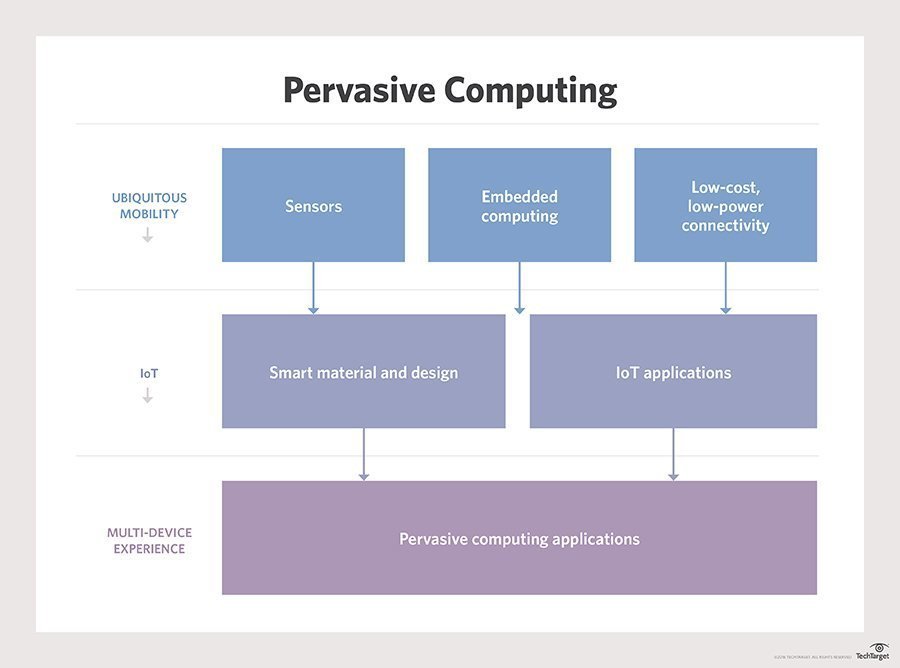 Pervasive Computing
UBIQUITOUS
MOBILITY
Sensors
Embedded
computing
Low-cost,
low-power
connectivity
IoT
Smart material and design
IoT applications
MULTI-DEVICE
EXPERIENCE
Pervasive computing applications
©2016 TECHTARGET. ALL RIGHTS RESERVED
TechTarget